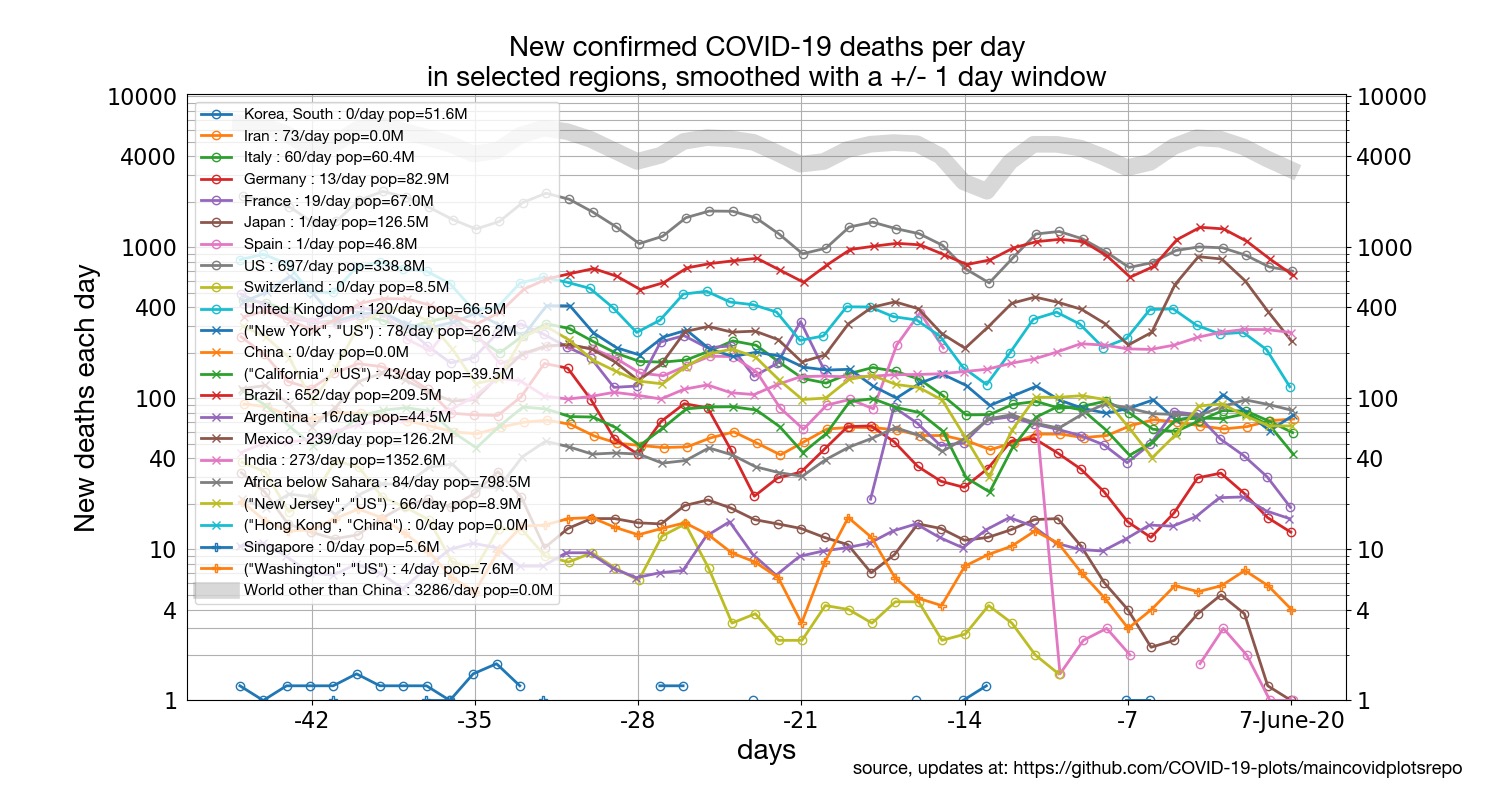 New confirmed COVID-19 deaths per day
in selected regions, smoothed with a +/- 1 day window
New deaths each day
10000
4000
1000
400
100
40
10
4
1
Korea, South : 0/day pop=51.6M
Iran : 73/day pop=0.0M
Italy : 60/day pop=60.4M
Germany : 13/day pop=82.9M
France : 19/day pop=67.0M
Japan : 1/day pop=126.5M
Spain : 1/day pop=46.8M
US : 697/day pop=338.8M
Switzerland : 0/day pop=8.5M
United Kingdom : 120/day pop=66.5M
("New York", "US") : 78/day pop=26.2M
China : 0/day pop=0.0M
("California", "US") : 43/day pop=39.5M
Brazil : 652/day pop=209.5M
Argentina : 16/day pop=44.5M
Mexico : 239/day pop=126.2M
India : 273/day pop=1352.6M
Africa below Sahara : 84/day pop=798.5M
("New Jersey", "US") : 66/day pop=8.9M
("Hong Kong", "China") : 0/day pop=0.0M
Singapore : 0/day pop=5.6M
("Washington", "US") : 4/day pop=7.6M
World other than China : 3286/day pop=0.0M
10000
4000
1000
400
100
40
10
4
1
-42 -35 -28 -21 -14 -7 7-June-20
days
source, updates at: https://github.com/COVID-19-plots/maincovidplotsrepo